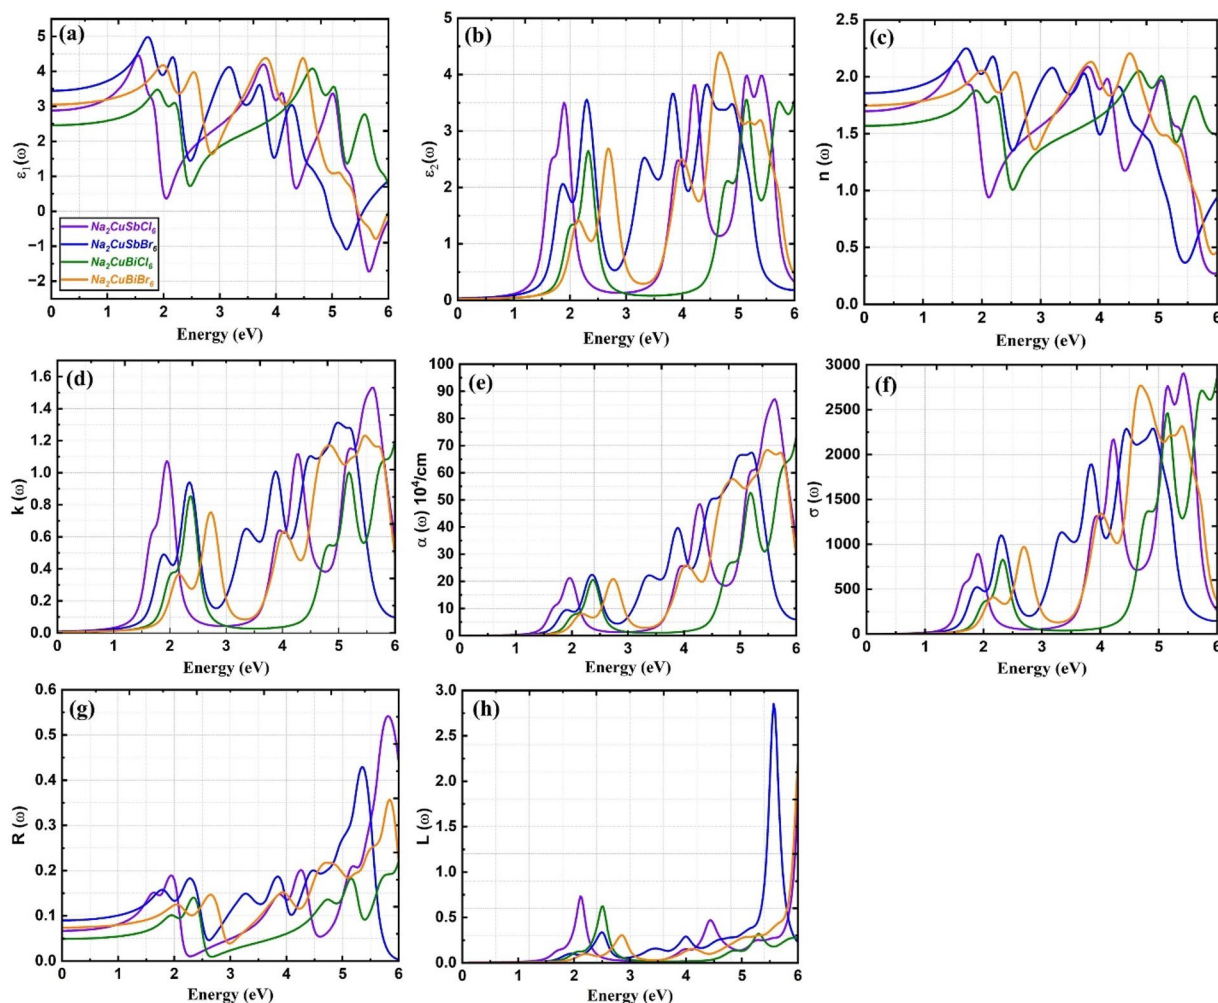 (a)
5
4
3
2
1
0
−1
−2
ε1(ω)
Na2CuSbCl6
Na2CuSbBr6
Na2CuBiCl6
Na2CuBiBr6
0 1 2 3 4 5 6
Energy (eV)
(b)
5
4
3
2
1
0
ε2(ω)
0 1 2 3 4 5 6
Energy (eV)
(c)
2.5
2.0
1.5
1.0
0.5
0.0
n (ω)
0 1 2 3 4 5 6
Energy (eV)
(d)
1.6
1.4
1.2
1.0
0.8
0.6
0.4
0.2
0.0
k (ω)
0 1 2 3 4 5 6
Energy (eV)
(e)
100
90
80
70
60
50
40
30
20
10
0
α (ω) 10^4/cm
0 1 2 3 4 5 6
Energy (eV)
(f)
3000
2750
2500
2250
2000
1750
1500
1250
1000
750
500
250
0
σ (ω)
0 1 2 3 4 5 6
Energy (eV)
(g)
0.6
0.5
0.4
0.3
0.2
0.1
0.0
R (ω)
0 1 2 3 4 5 6
Energy (eV)
(h)
3.0
2.5
2.0
1.5
1.0
0.5
0.0
L (ω)
0 1 2 3 4 5 6
Energy (eV)